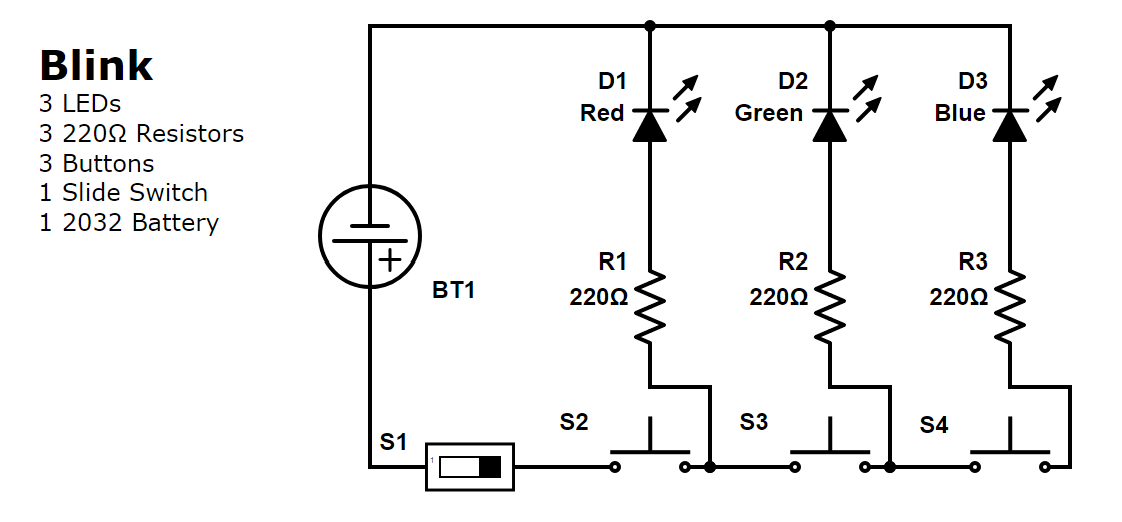 Blink
3 LEDs
3 220Ω Resistors
3 Buttons
1 Slide Switch
1 2032 Battery
D1
Red
D2
Green
D3
Blue
+
BT1
R1
220Ω
R2
220Ω
R3
220Ω
S1
1
S2
S3
S4